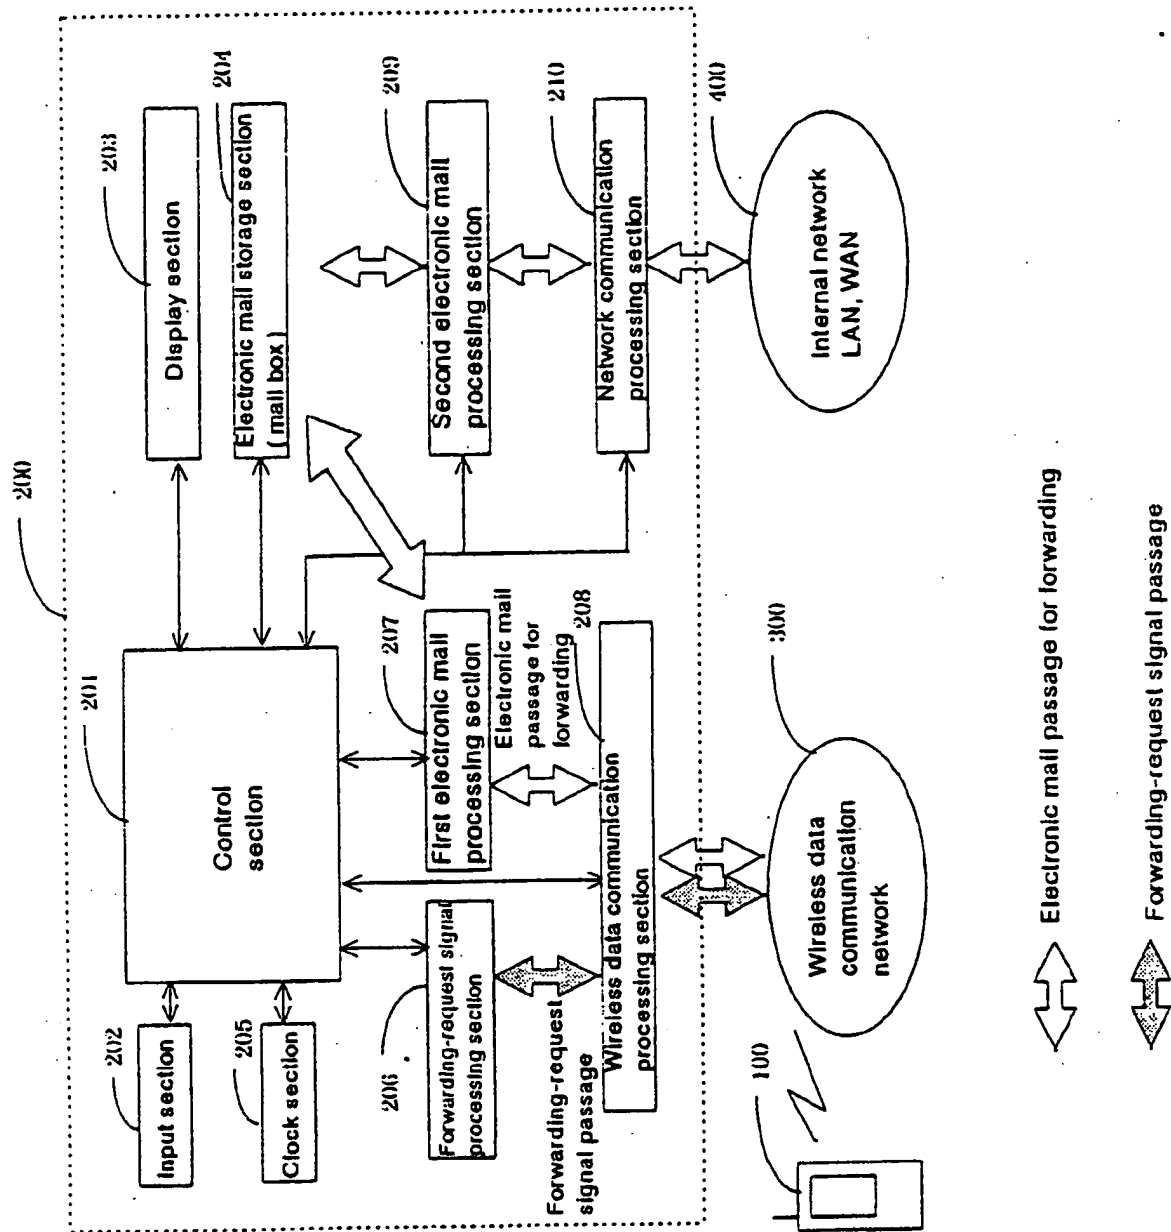 200
201
Control
section
202
Input section
205
Clock section
203
Display section
204
Electronic mail storage section
( mail box )
206
Forwarding-request signal
processing section
207
First electronic mail
processing section
209
Second electronic mail
processing section
Forwarding-request
signal passage
Electronic mail
passage for
forwarding
208
Wireless data communication
processing section
210
Network communication
processing section
100
300
Wireless data
communication
network
400
Internal network
LAN, WAN
Electronic mail passage for forwarding
Forwarding-request signal passage